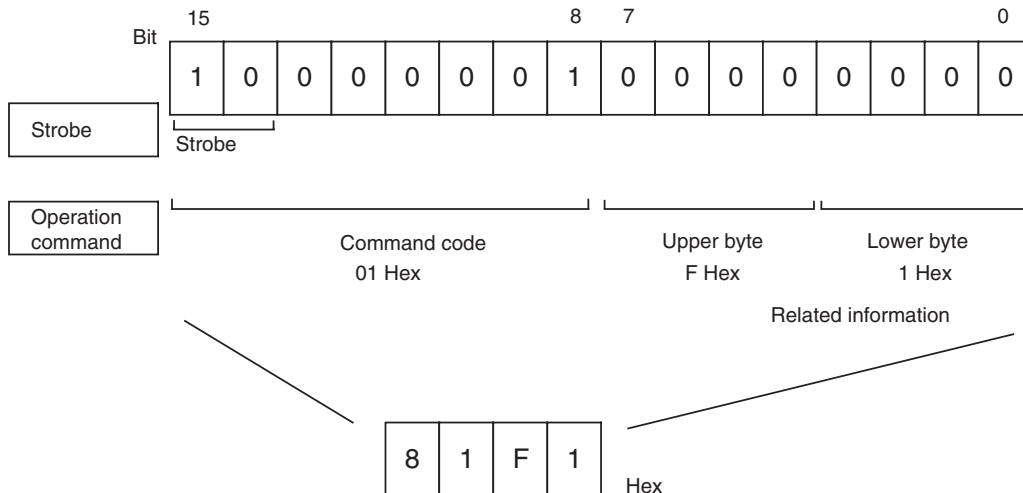 15 8 7 0
Bit
1 0 0 0 0 0 0 1 0 0 0 0 0 0 0 0
Strobe
Strobe
Operation
command
Command code
01 Hex
Upper byte
F Hex
Lower byte
1 Hex
Related information
8 1 F 1
Hex